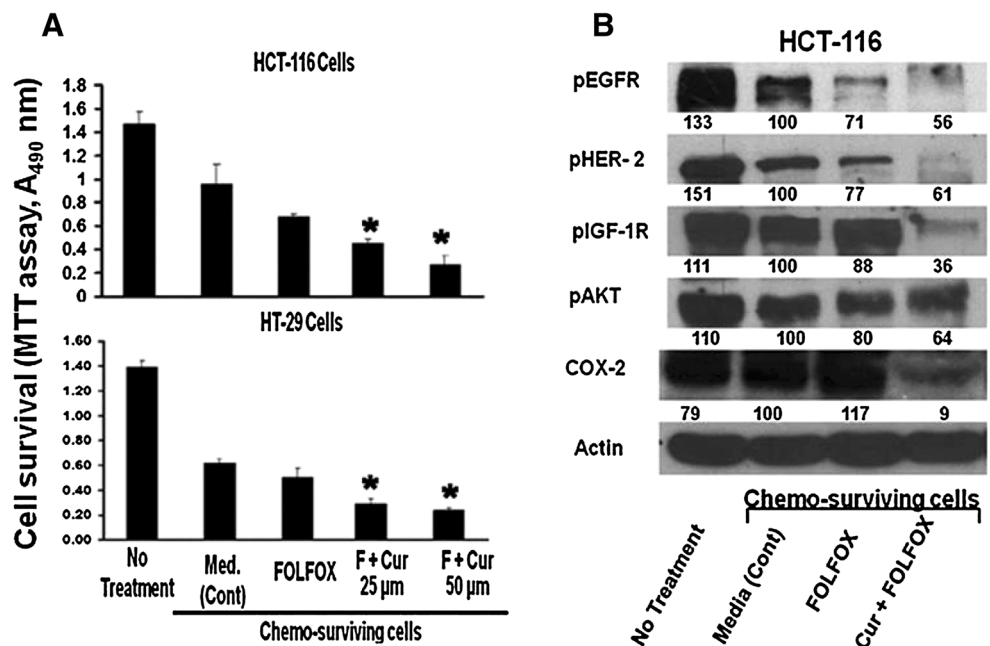 A
HCT-116 Cells
Cell survival (MTT assay, A490 nm)
1.8
1.6
1.4
1.2
1
0.8
0.6
0.4
0.2
0
* *
HT-29 Cells
1.60
1.40
1.20
1.00
0.80
0.60
0.40
0.20
0.00
* *
No Treatment
Med. (Cont)
FOLFOX
F + Cur 25 µm
F + Cur 50 µm
Chemo-surviving cells
B
HCT-116
pEGFR
133 100 71 56
pHER- 2
151 100 77 61
pIGF-1R
111 100 88 36
pAKT
110 100 80 64
COX-2
79 100 117 9
Actin
Chemo-surviving cells
No Treatment
Media (Cont)
FOLFOX
Cur + FOLFOX